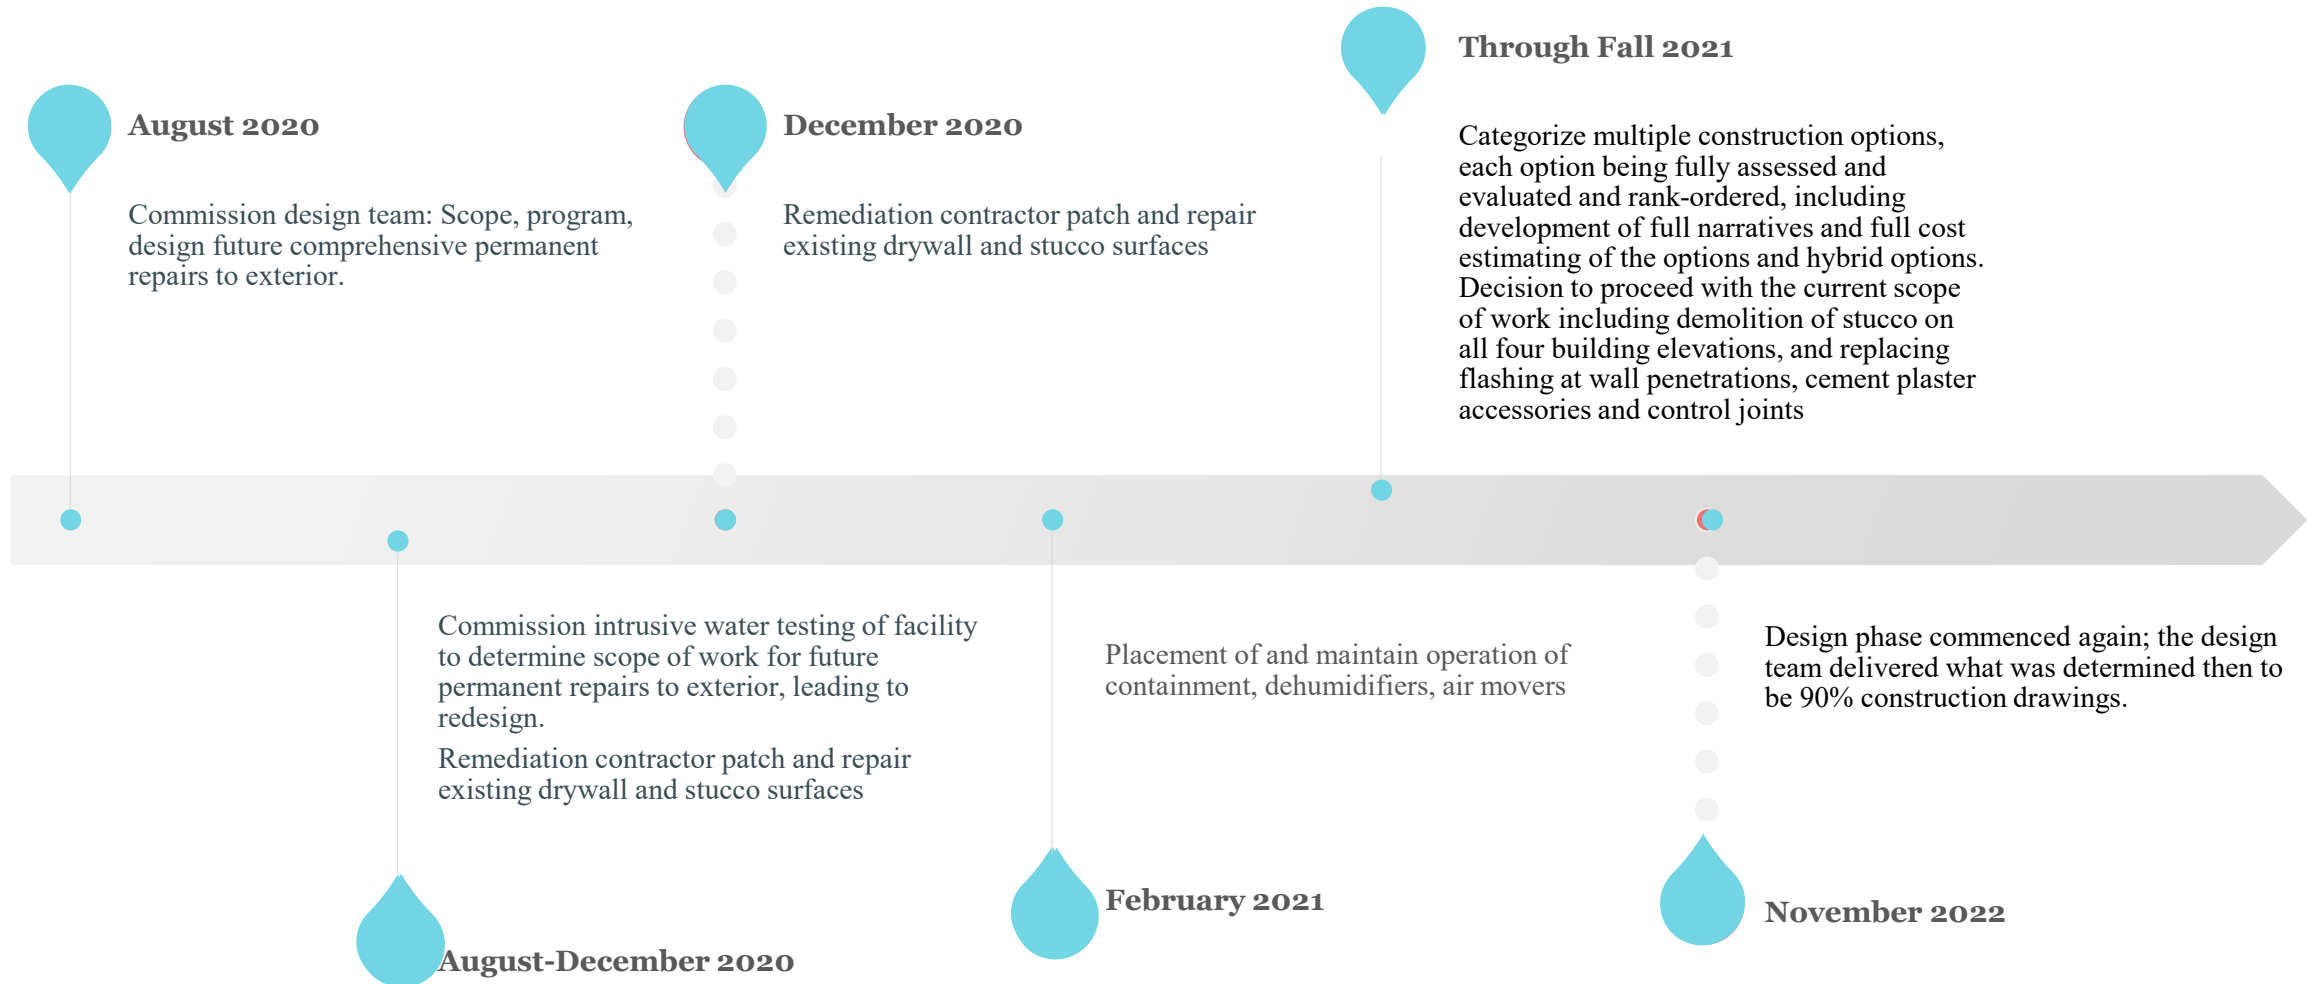 August 2020
Commission design team: Scope, program,
design future comprehensive permanent
repairs to exterior.
Commission intrusive water testing of facility
to determine scope of work for future
permanent repairs to exterior, leading to
redesign.
Remediation contractor patch and repair
existing drywall and stucco surfaces
August-December 2020
December 2020
Remediation contractor patch and repair
existing drywall and stucco surfaces
Placement of and maintain operation of
containment, dehumidifiers, air movers
February 2021
Through Fall 2021
Categorize multiple construction options,
each option being fully assessed and
evaluated and rank-ordered, including
development of full narratives and full cost
estimating of the options and hybrid options.
Decision to proceed with the current scope
of work including demolition of stucco on
all four building elevations, and replacing
flashing at wall penetrations, cement plaster
accessories and control joints
Design phase commenced again; the design
team delivered what was determined then to
be 90% construction drawings.
November 2022